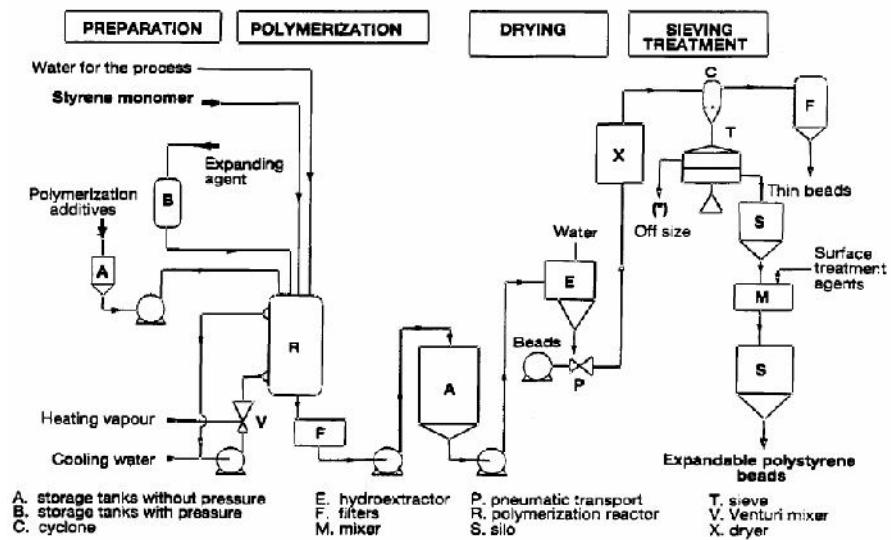 PREPARATION
POLYMERIZATION
DRYING
SIEVING
TREATMENT
Water for the process
Styrene monomer
Expanding
agent
Polymerization
additives
B
A
R
Heating vapour
V
Cooling water
F
A
Water
E
Beads
P
X
C
T
F
Thin beads
(*)
Off size
S
Surface
treatment
agents
M
S
Expandable polystyrene
beads
A. storage tanks without pressure
B. storage tanks with pressure
C. cyclone
E. hydroextractor
F. filters
M. mixer
P. pneumatic transport
R. polymerization reactor
S. silo
T. sieve
V. Venturi mixer
X. dryer